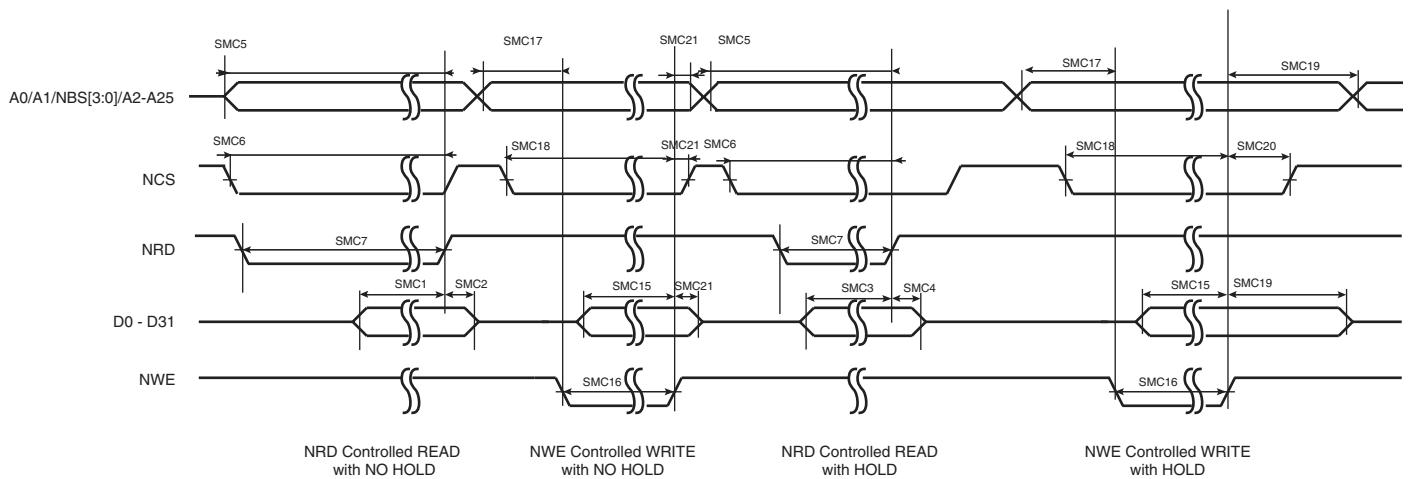 SMC5 SMC17 SMC21 SMC5 SMC17 SMC19
A0/A1/NBS[3:0]/A2-A25
SMC6 SMC18 SMC21 SMC6 SMC18 SMC20
NCS
SMC7 SMC7
NRD
SMC1 SMC2 SMC15 SMC21 SMC3 SMC4 SMC15 SMC19
D0 - D31
NWE
SMC16 SMC16
NRD Controlled READ
with NO HOLD
NWE Controlled WRITE
with NO HOLD
NRD Controlled READ
with HOLD
NWE Controlled WRITE
with HOLD